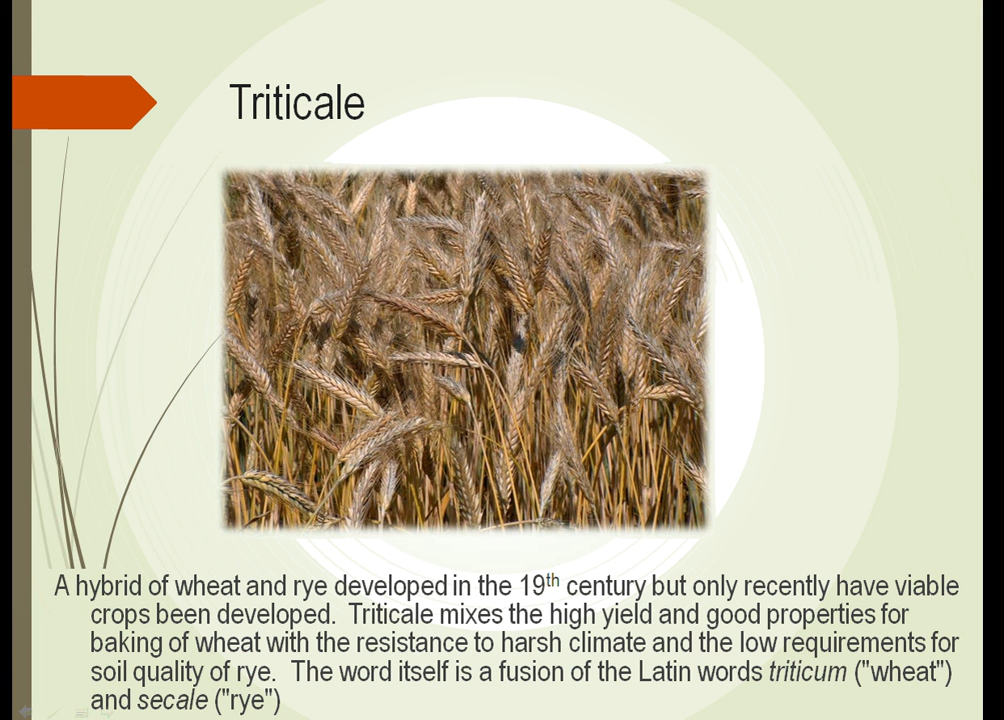 Triticale
A hybrid of wheat and rye developed in the 19th century but only recently have viable
crops been developed.  Triticale mixes the high yield and good properties for
baking of wheat with the resistance to harsh climate and the low requirements for
soil quality of rye.  The word itself is a fusion of the Latin words triticum ("wheat")
and secale ("rye")